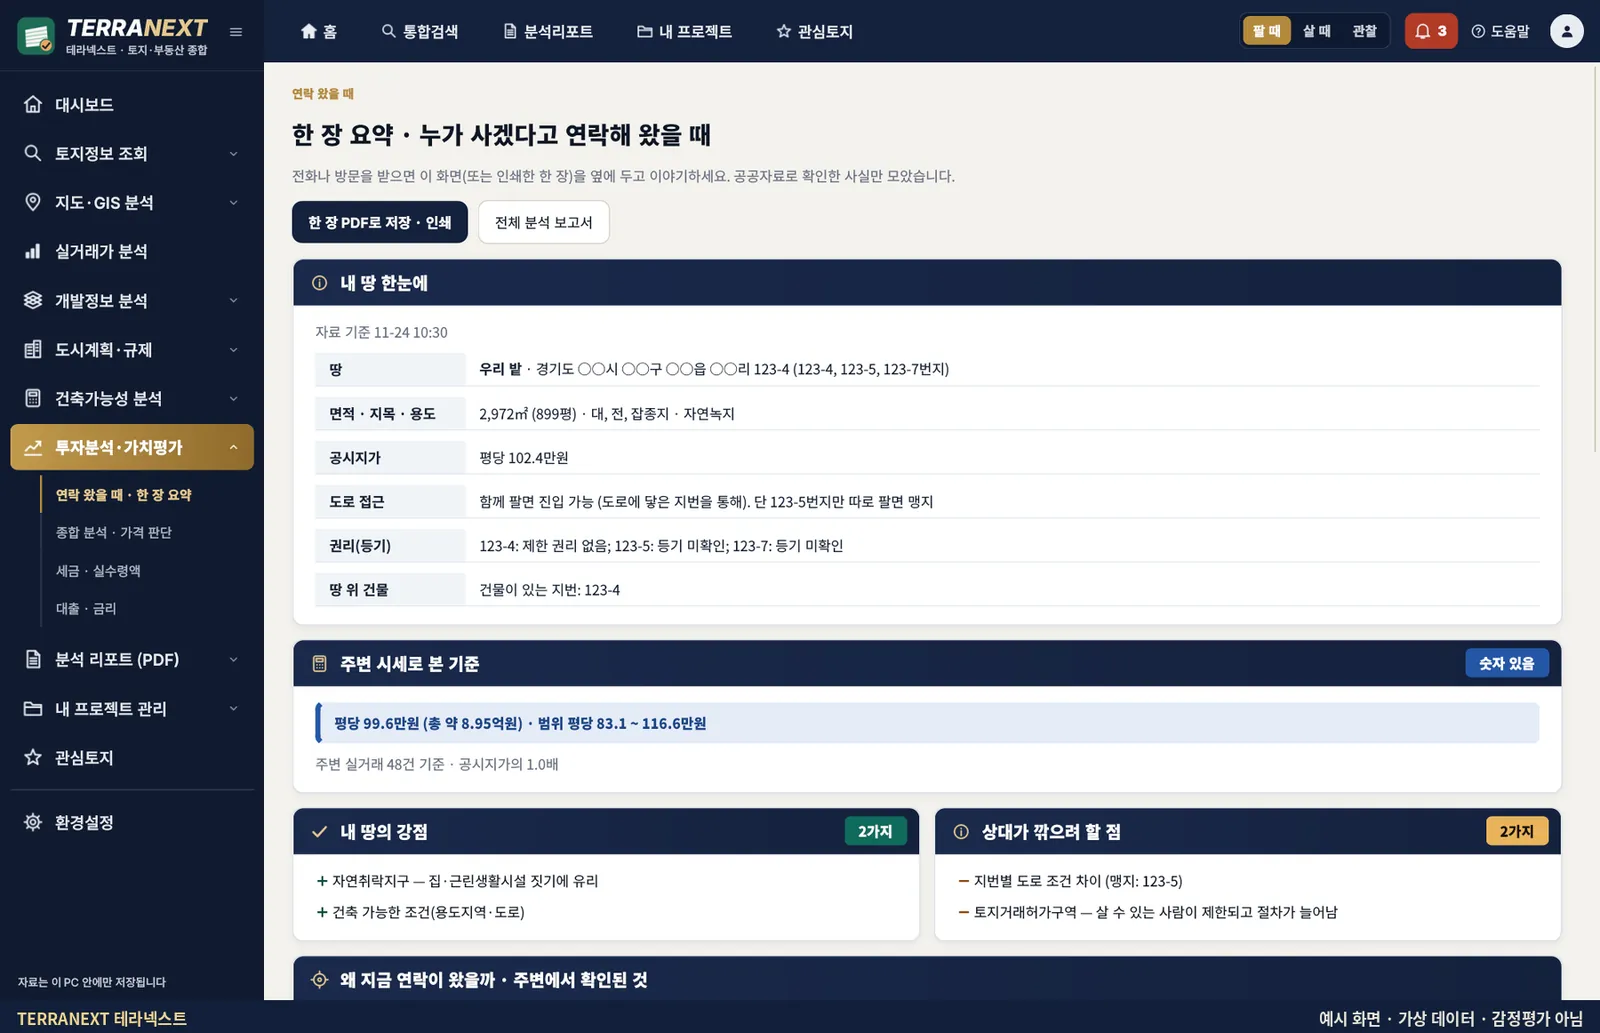 TERRANEXT
테라넥스트 · 토지·부동산 종합
홈
통합검색
분석리포트
내 프로젝트
관심토지
팔 때
살 때
관찰
3
도움말
대시보드
토지정보 조회
지도·GIS 분석
실거래가 분석
개발정보 분석
도시계획·규제
건축가능성 분석
투자분석·가치평가
연락 왔을 때 · 한 장 요약
종합 분석 · 가격 판단
세금 · 실수령액
대출 · 금리
분석 리포트 (PDF)
내 프로젝트 관리
관심토지
환경설정
자료는 이 PC 안에만 저장됩니다
연락 왔을 때
한 장 요약 · 누가 사겠다고 연락해 왔을 때
전화나 방문을 받으면 이 화면(또는 인쇄한 한 장)을 옆에 두고 이야기하세요. 공공자료로 확인한 사실만 모았습니다.
한 장 PDF로 저장 · 인쇄
전체 분석 보고서
내 땅 한눈에
자료 기준 11-24 10:30
땅
우리 밭 · 경기도 ○○시 ○○구 ○○읍 ○○리 123-4 (123-4, 123-5, 123-7번지)
면적 · 지목 · 용도
2,972㎡ (899평) · 대, 전, 잡종지 · 자연녹지
공시지가
평당 102.4만원
도로 접근
함께 팔면 진입 가능 (도로에 닿은 지번을 통해). 단 123-5번지만 따로 팔면 맹지
권리(등기)
123-4: 제한 권리 없음; 123-5: 등기 미확인; 123-7: 등기 미확인
땅 위 건물
건물이 있는 지번: 123-4
주변 시세로 본 기준
숫자 있음
평당 99.6만원 (총 약 8.95억원) · 범위 평당 83.1 ~ 116.6만원
주변 실거래 48건 기준 · 공시지가의 1.0배
내 땅의 강점
2가지
+ 자연취락지구 — 집·근린생활시설 짓기에 유리
+ 건축 가능한 조건(용도지역·도로)
상대가 깎으려 할 점
2가지
− 지번별 도로 조건 차이 (맹지: 123-5)
− 토지거래허가구역 — 살 수 있는 사람이 제한되고 절차가 늘어남
왜 지금 연락이 왔을까 · 주변에서 확인된 것
TERRANEXT 테라넥스트
예시 화면 · 가상 데이터 · 감정평가 아님